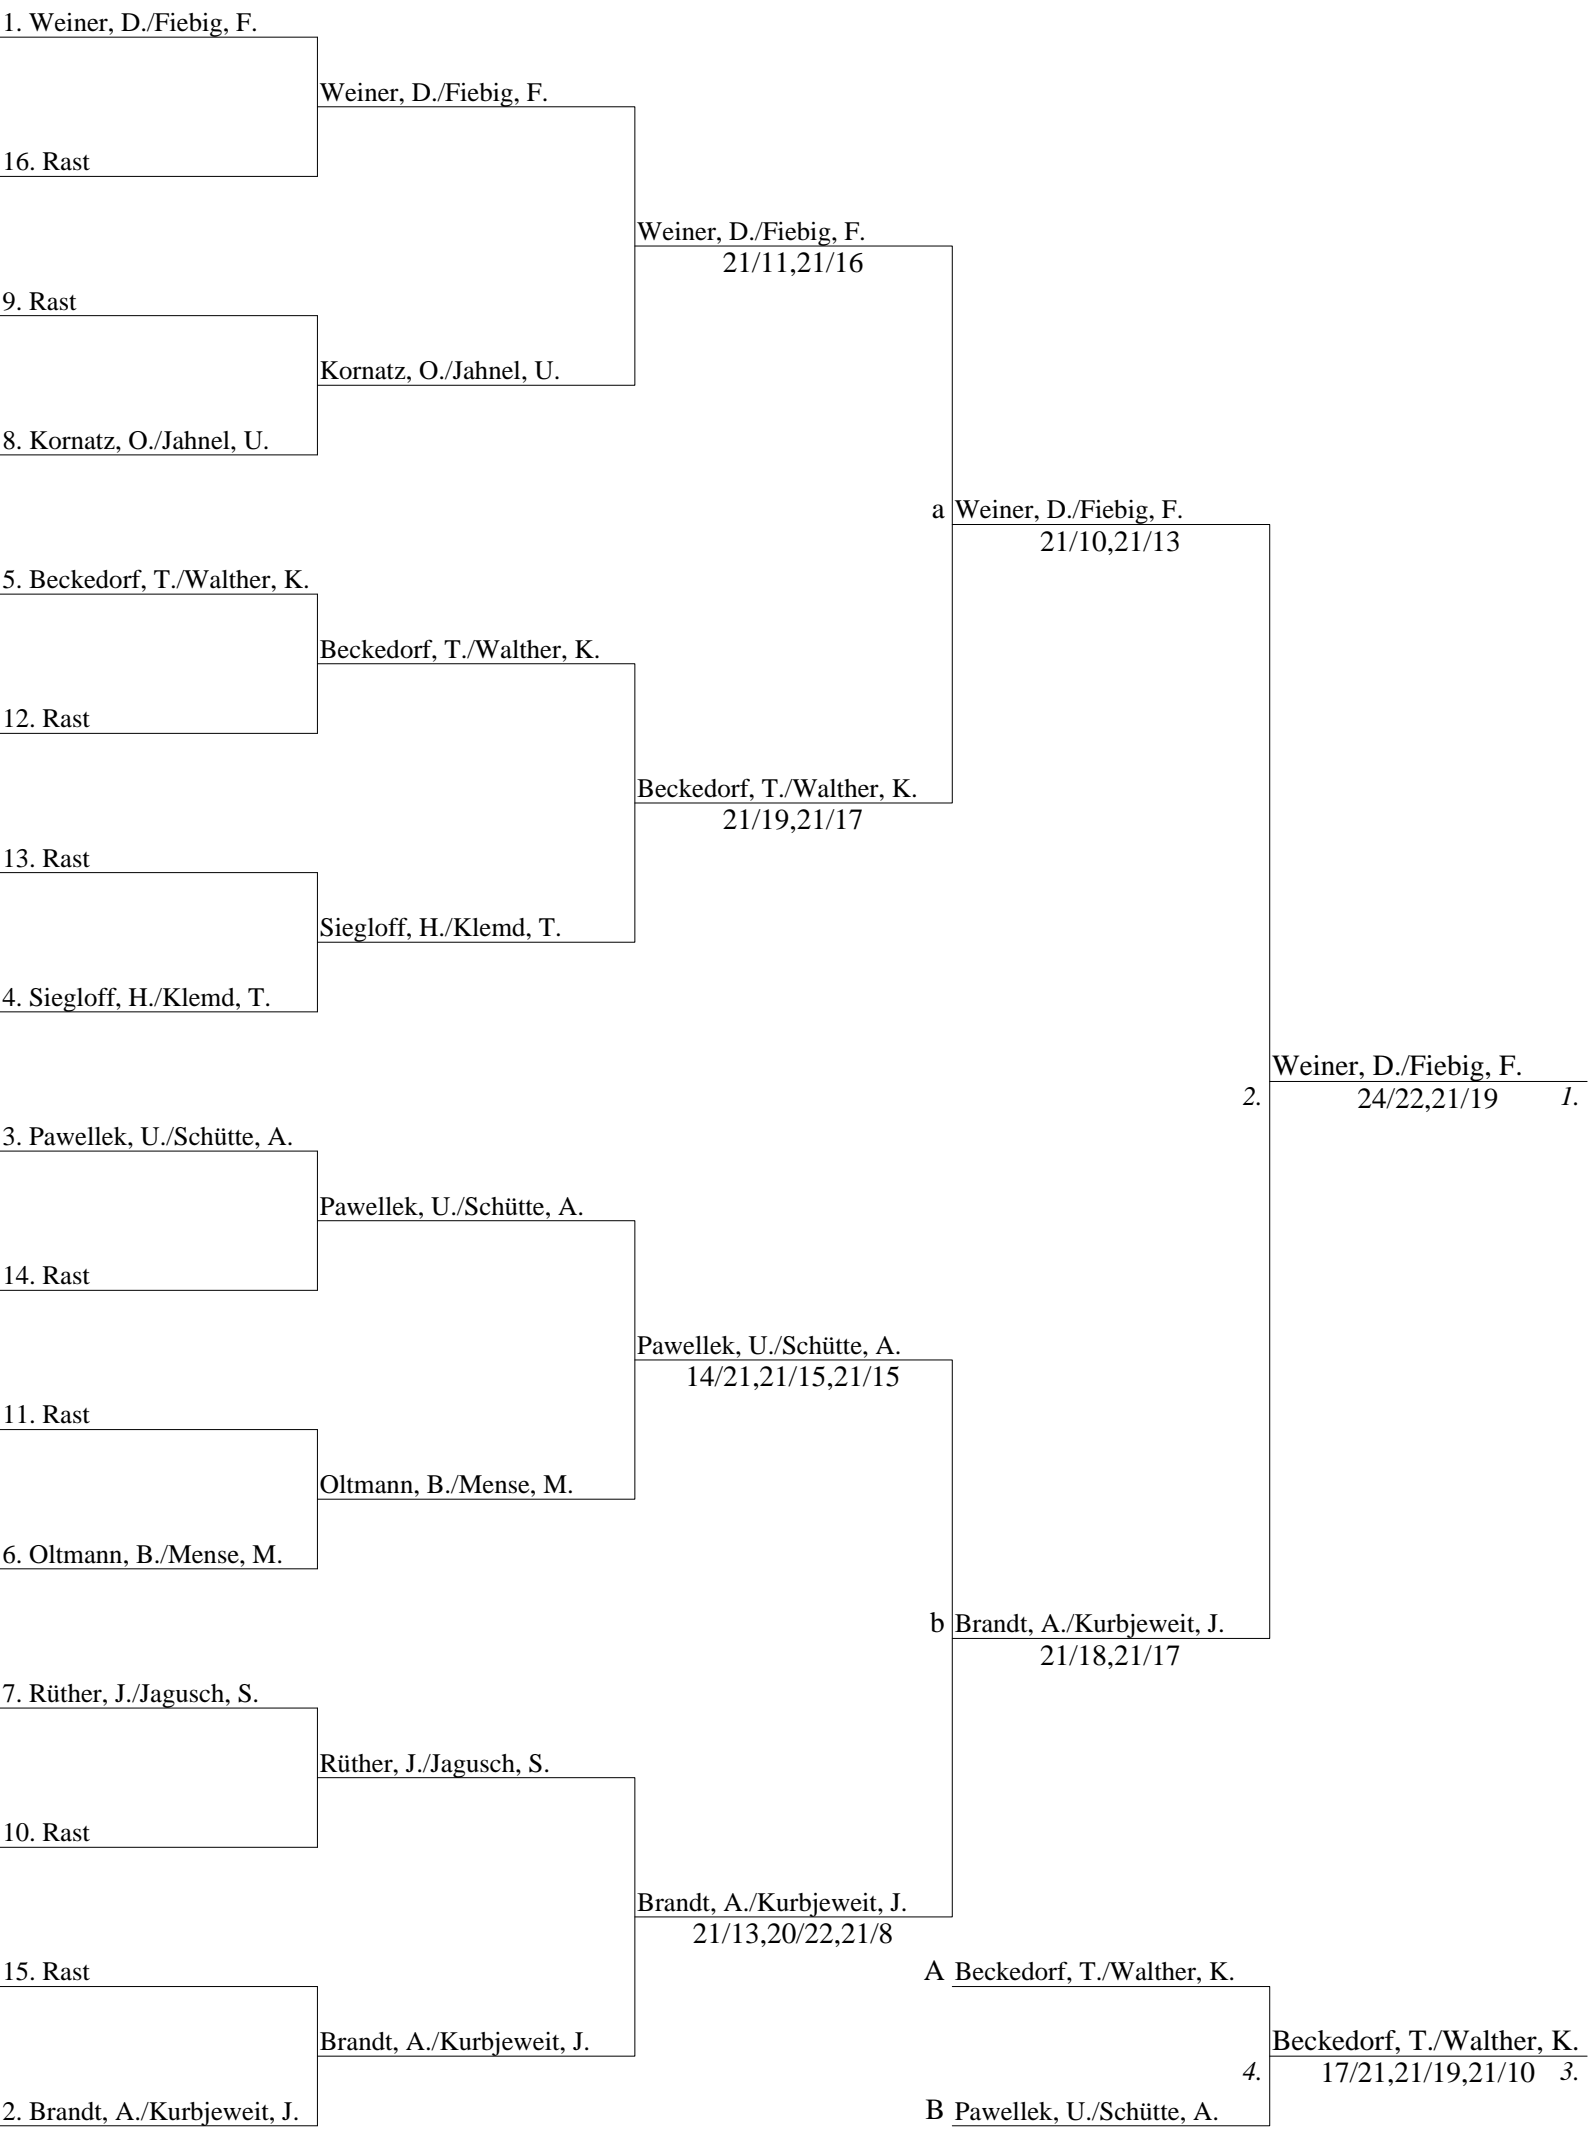 1. Weiner, D./Fiebig, F.
Weiner, D./Fiebig, F.
16. Rast
Weiner, D./Fiebig, F.
21/11,21/16
9. Rast
Kornatz, O./Jahnel, U.
8. Kornatz, O./Jahnel, U.
a Weiner, D./Fiebig, F.
21/10,21/13
5. Beckedorf, T./Walther, K.
Beckedorf, T./Walther, K.
12. Rast
Beckedorf, T./Walther, K.
21/19,21/17
13. Rast
Siegloff, H./Klemd, T.
4. Siegloff, H./Klemd, T.
Weiner, D./Fiebig, F.
2. 24/22,21/19 1.
3. Pawellek, U./Schütte, A.
Pawellek, U./Schütte, A.
14. Rast
Pawellek, U./Schütte, A.
14/21,21/15,21/15
11. Rast
Oltmann, B./Mense, M.
6. Oltmann, B./Mense, M.
b Brandt, A./Kurbjeweit, J.
21/18,21/17
7. Rüther, J./Jagusch, S.
Rüther, J./Jagusch, S.
10. Rast
Brandt, A./Kurbjeweit, J.
21/13,20/22,21/8
15. Rast
A Beckedorf, T./Walther, K.
Brandt, A./Kurbjeweit, J.
Beckedorf, T./Walther, K.
4. 17/21,21/19,21/10 3.
2. Brandt, A./Kurbjeweit, J.
B Pawellek, U./Schütte, A.